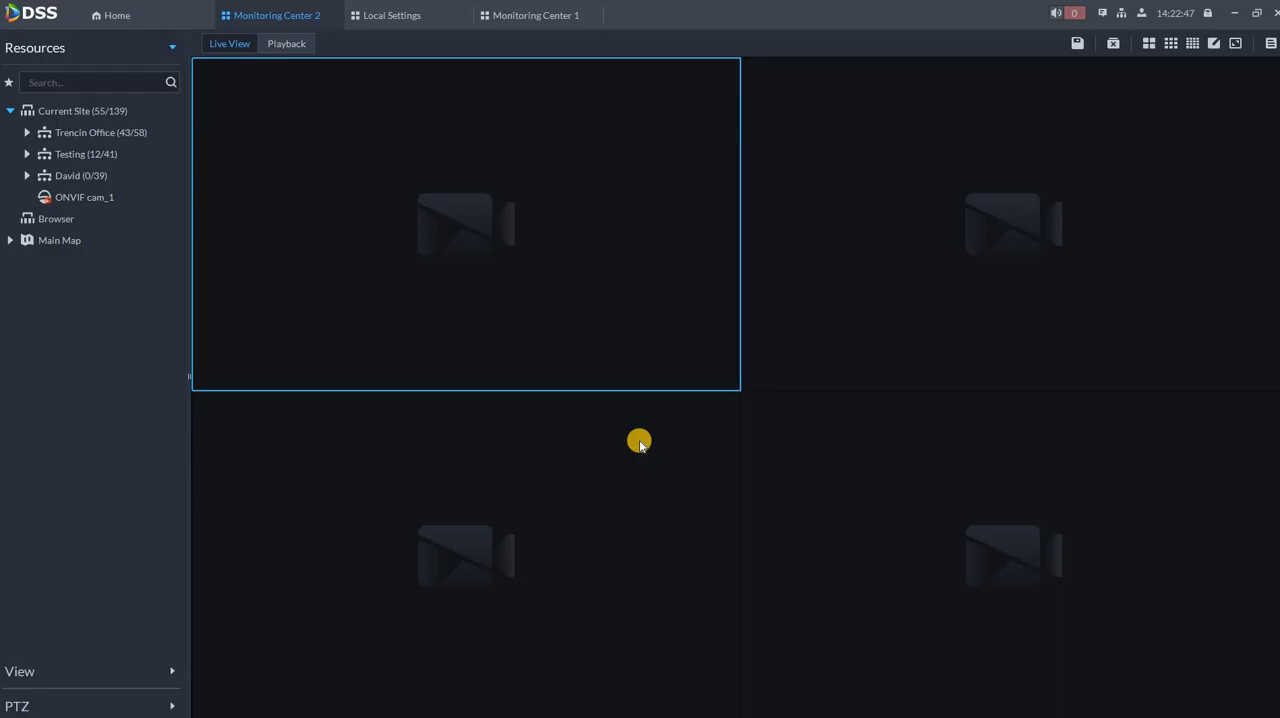 DSS
Home
Monitoring Center 2
Local Settings
Monitoring Center 1
0
14:22:47
Resources
Live View
Playback
Search...
Current Site (55/139)
Trencin Office (43/58)
Testing (12/41)
David (0/39)
ONVIF cam_1
Browser
Main Map
View
PTZ